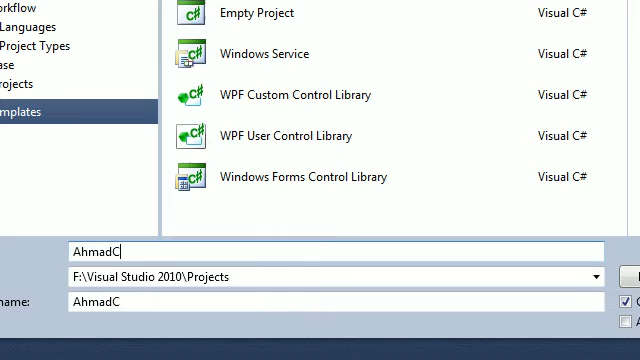 orkflow
Languages
Project Types
ase
rojects
mplates
Empty Project Visual C#
Windows Service Visual C#
WPF Custom Control Library Visual C#
WPF User Control Library Visual C#
Windows Forms Control Library Visual C#
AhmadC
F:\Visual Studio 2010\Projects
name: AhmadC